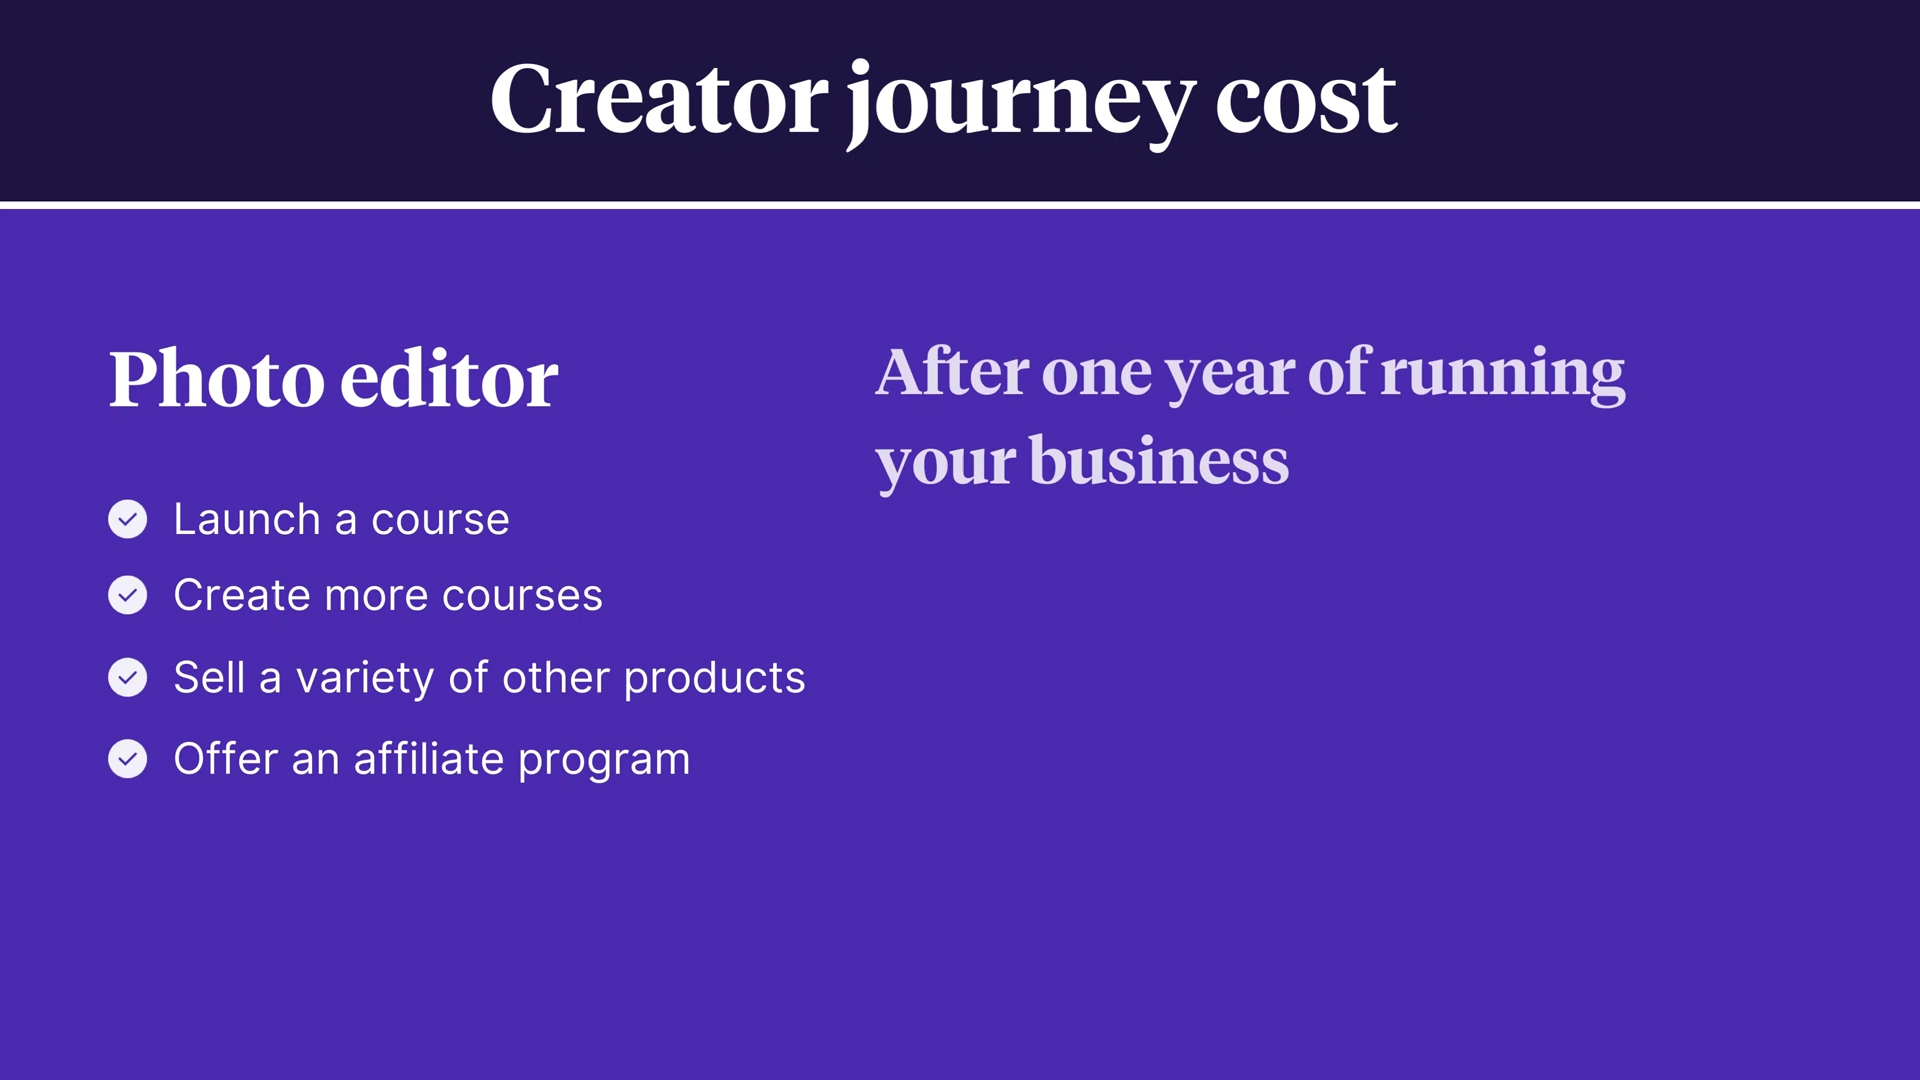 Creator journey cost
Photo editor
Launch a course
Create more courses
Sell a variety of other products
Offer an affiliate program
After one year of running
your business